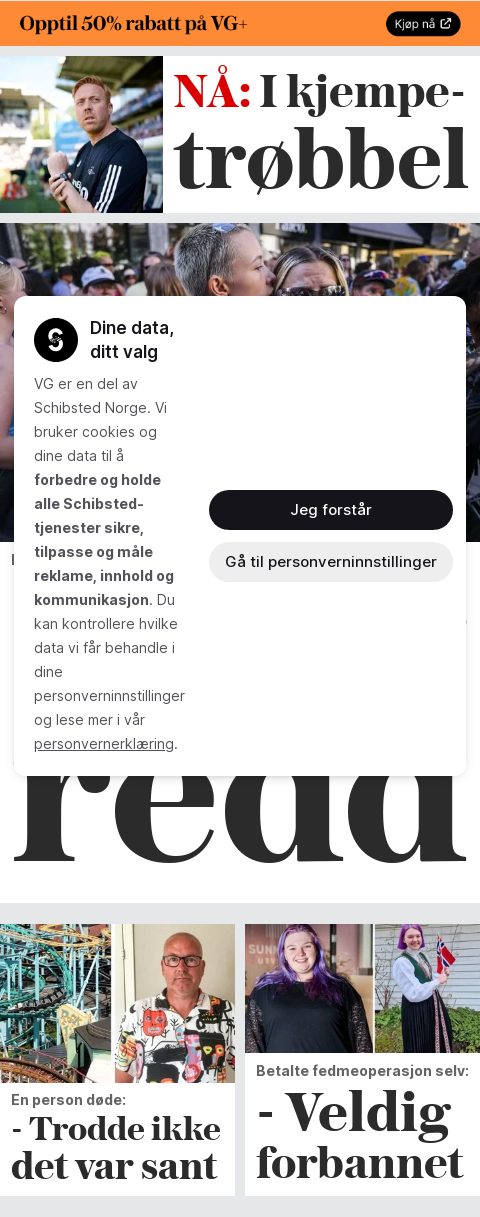 Opptil 50% rabatt på VG+
Kjøp nå
NÅ: I kjempe-
trøbbel
Dine data,
ditt valg
VG er en del av
Schibsted Norge. Vi
bruker cookies og
dine data til å
forbedre og holde
alle Schibsted-
tjenester sikre,
tilpasse og måle
reklame, innhold og
kommunikasjon. Du
kan kontrollere hvilke
data vi får behandle i
dine
personverninnstillinger
og lese mer i vår
personvernerklæring.
Jeg forstår
Gå til personverninnstillinger
redd
En person døde:
- Trodde ikke
det var sant
Betalte fedmeoperasjon selv:
- Veldig
forbannet